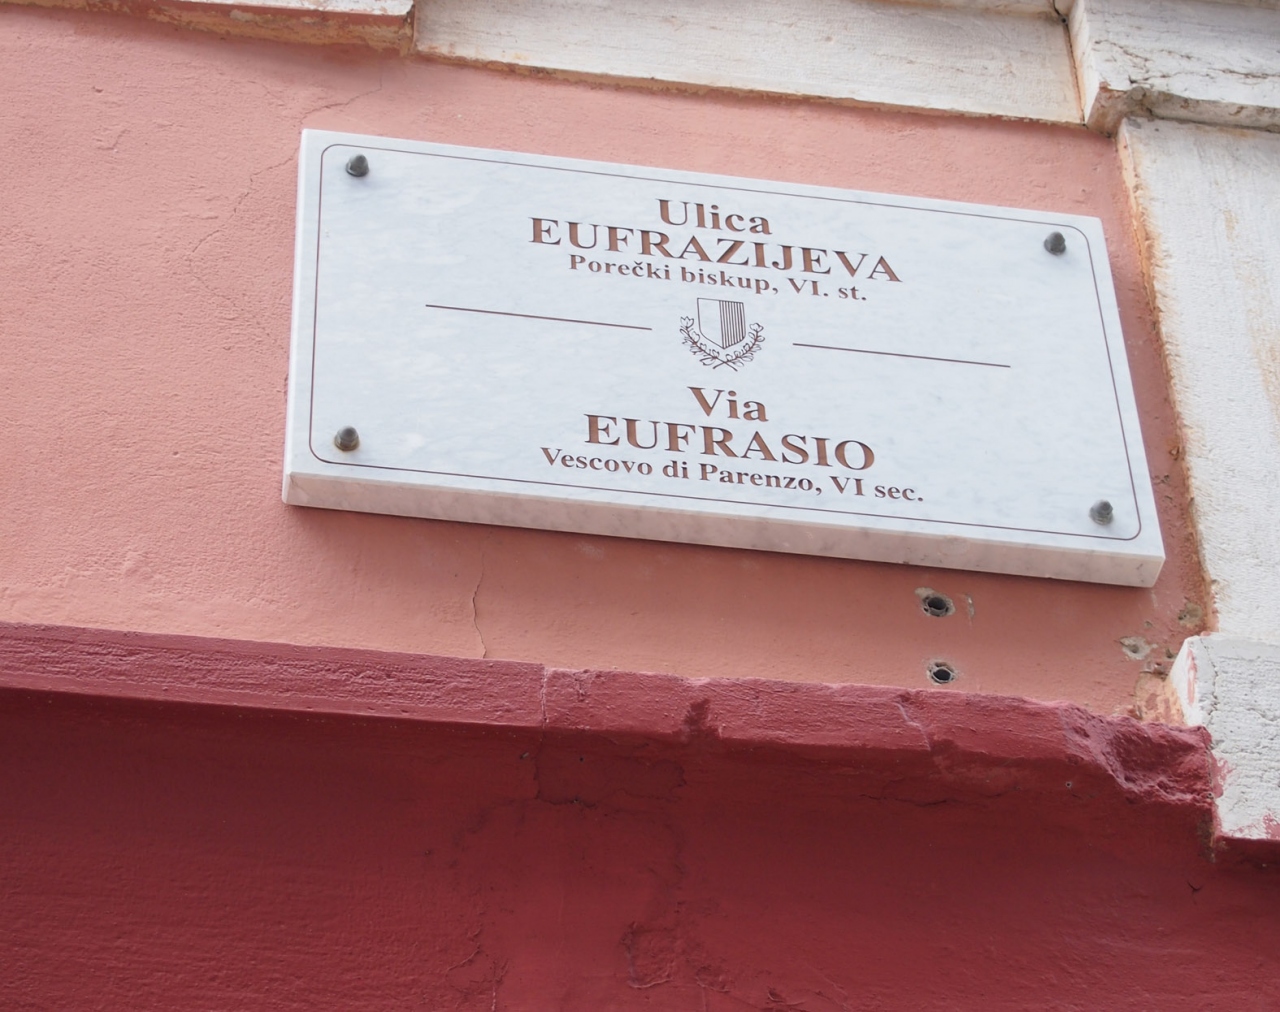 Ulica
EUFRAZIJEVA
Porečki biskup, VI. st.
Via
EUFRASIO
Vescovo di Parenzo, VI sec.